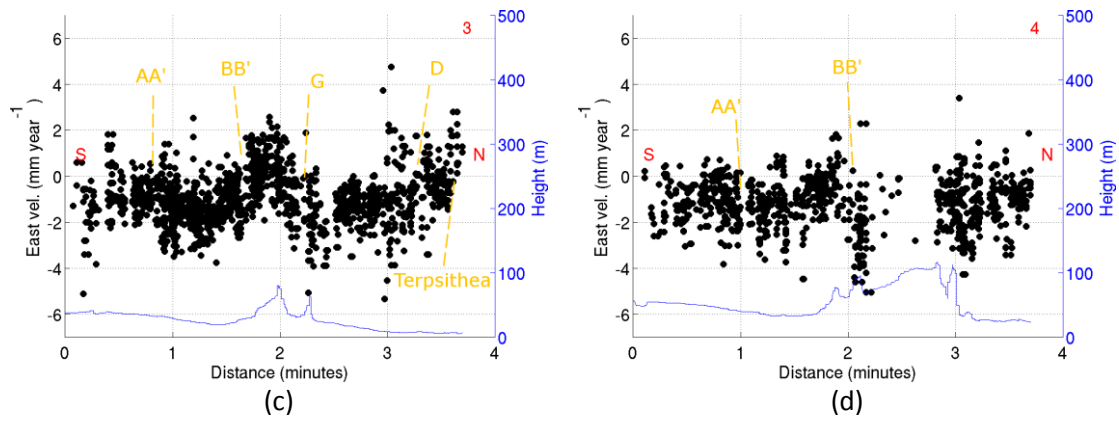 3
AA'
BB'
G
D
S
N
Terpsithea
East vel. (mm year -1)
6
4
2
0
-2
-4
-6
500
400
300
200
100
0
Height (m)
0 1 2 3 4
Distance (minutes)
(c)
4
BB'
AA'
S
N
East vel. (mm year -1)
6
4
2
0
-2
-4
-6
500
400
300
200
100
0
Height (m)
0 1 2 3 4
Distance (minutes)
(d)